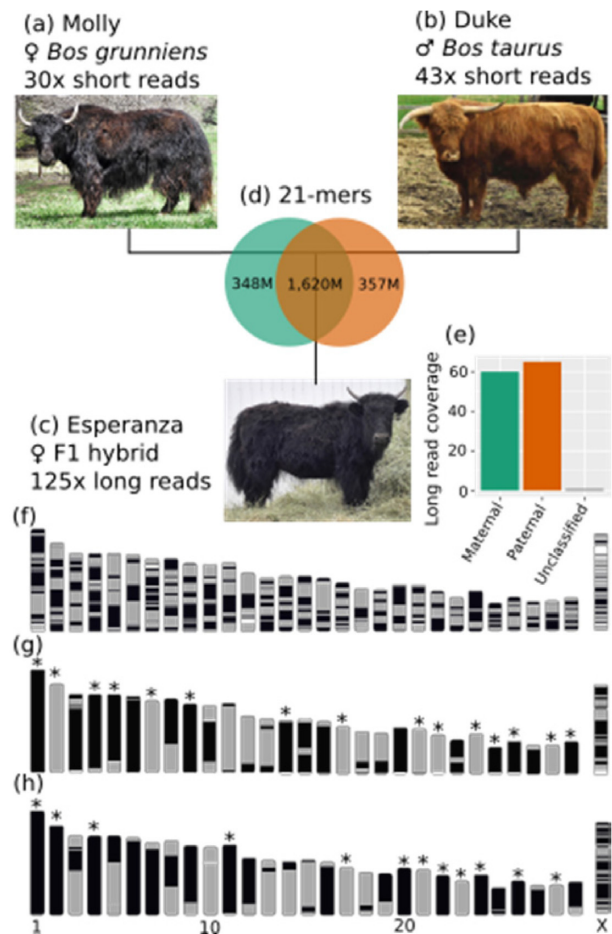 (a) Molly
♀ Bos grunniens
30x short reads
(b) Duke
♂ Bos taurus
43x short reads
(d) 21-mers
348M
1,620M
357M
(e)
Long read coverage
60
40
20
0
Maternal
Paternal
Unclassified
(c) Esperanza
♀ F1 hybrid
125x long reads
(f)
(g)
* * * * * * * * * * * * * * *
(h)
* * * * * * * * * * * *
1
10
20
X